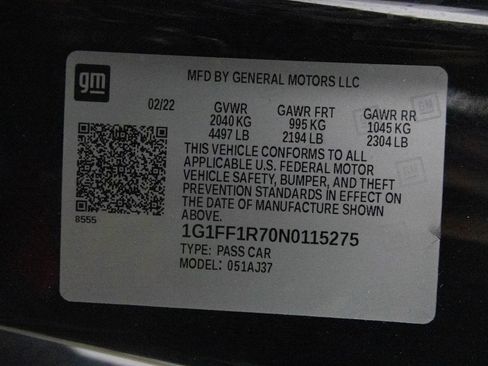 gm
MFD BY GENERAL MOTORS LLC
02/22 GVWR GAWR FRT GAWR RR
2040 KG 995 KG 1045 KG
4497 LB 2194 LB 2304 LB
THIS VEHICLE CONFORMS TO ALL
APPLICABLE U.S. FEDERAL MOTOR
VEHICLE SAFETY, BUMPER, AND THEFT
PREVENTION STANDARDS IN EFFECT ON
THE DATE OF MANUFACTURE SHOWN
ABOVE.
8555
1G1FF1R70N0115275
TYPE: PASS CAR
MODEL: 051AJ37